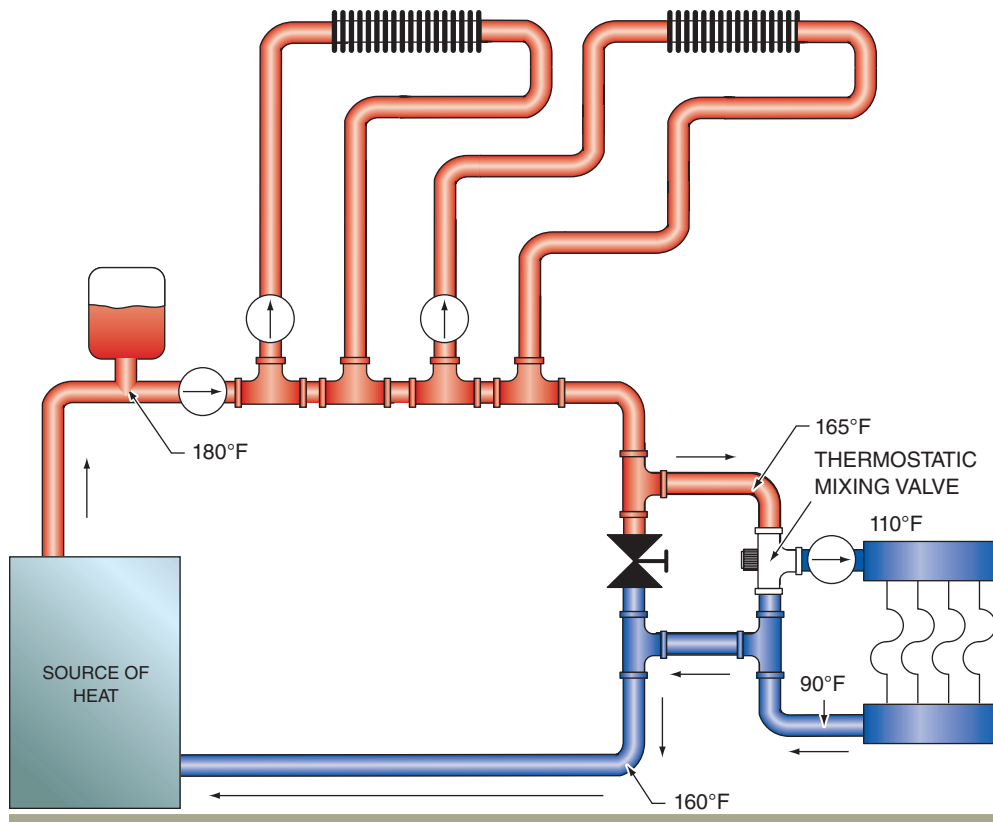 180°F
165°F
THERMOSTATIC
MIXING VALVE
110°F
SOURCE OF
HEAT
90°F
160°F